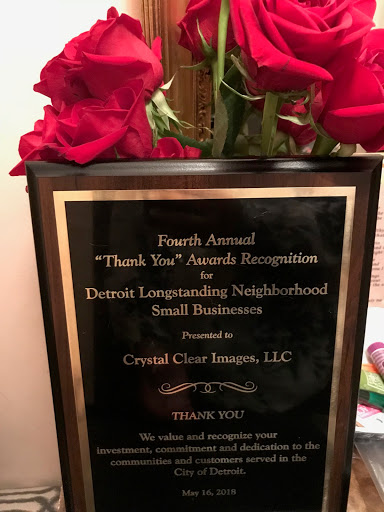 Fourth Annual
"Thank You" Awards Recognition
for
Detroit Longstanding Neighborhood
Small Businesses
Presented to
Crystal Clear Images, LLC
THANK YOU
We value and recognize your
investment, commitment and dedication to the
communities and customers served in the
City of Detroit.
May 16, 2018